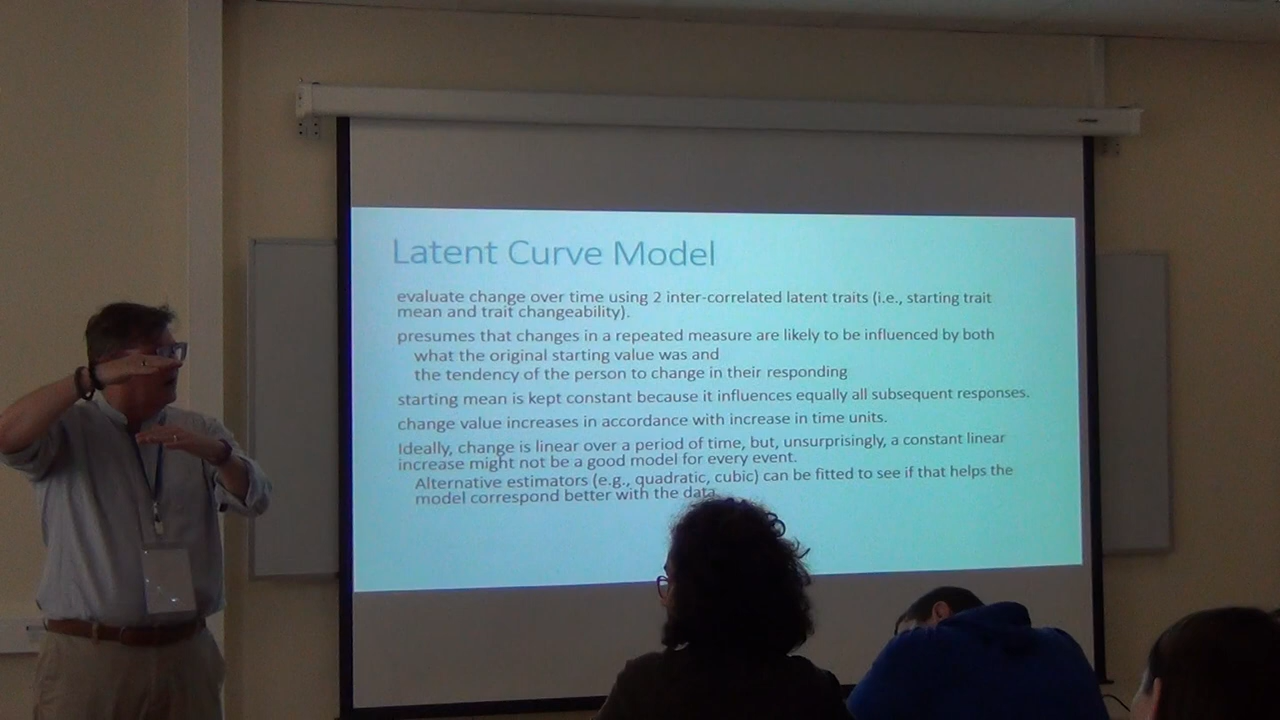 Latent Curve Model
evaluate change over time using 2 inter-correlated latent traits (i.e., starting trait
mean and trait changeability).
presumes that changes in a repeated measure are likely to be influenced by both
what the original starting value was and
the tendency of the person to change in their responding
starting mean is kept constant because it influences equally all subsequent responses.
change value increases in accordance with increase in time units.
Ideally, change is linear over a period of time, but, unsurprisingly, a constant linear
increase might not be a good model for every event.
Alternative estimators (e.g., quadratic, cubic) can be fitted to see if that helps the
model correspond better with the data